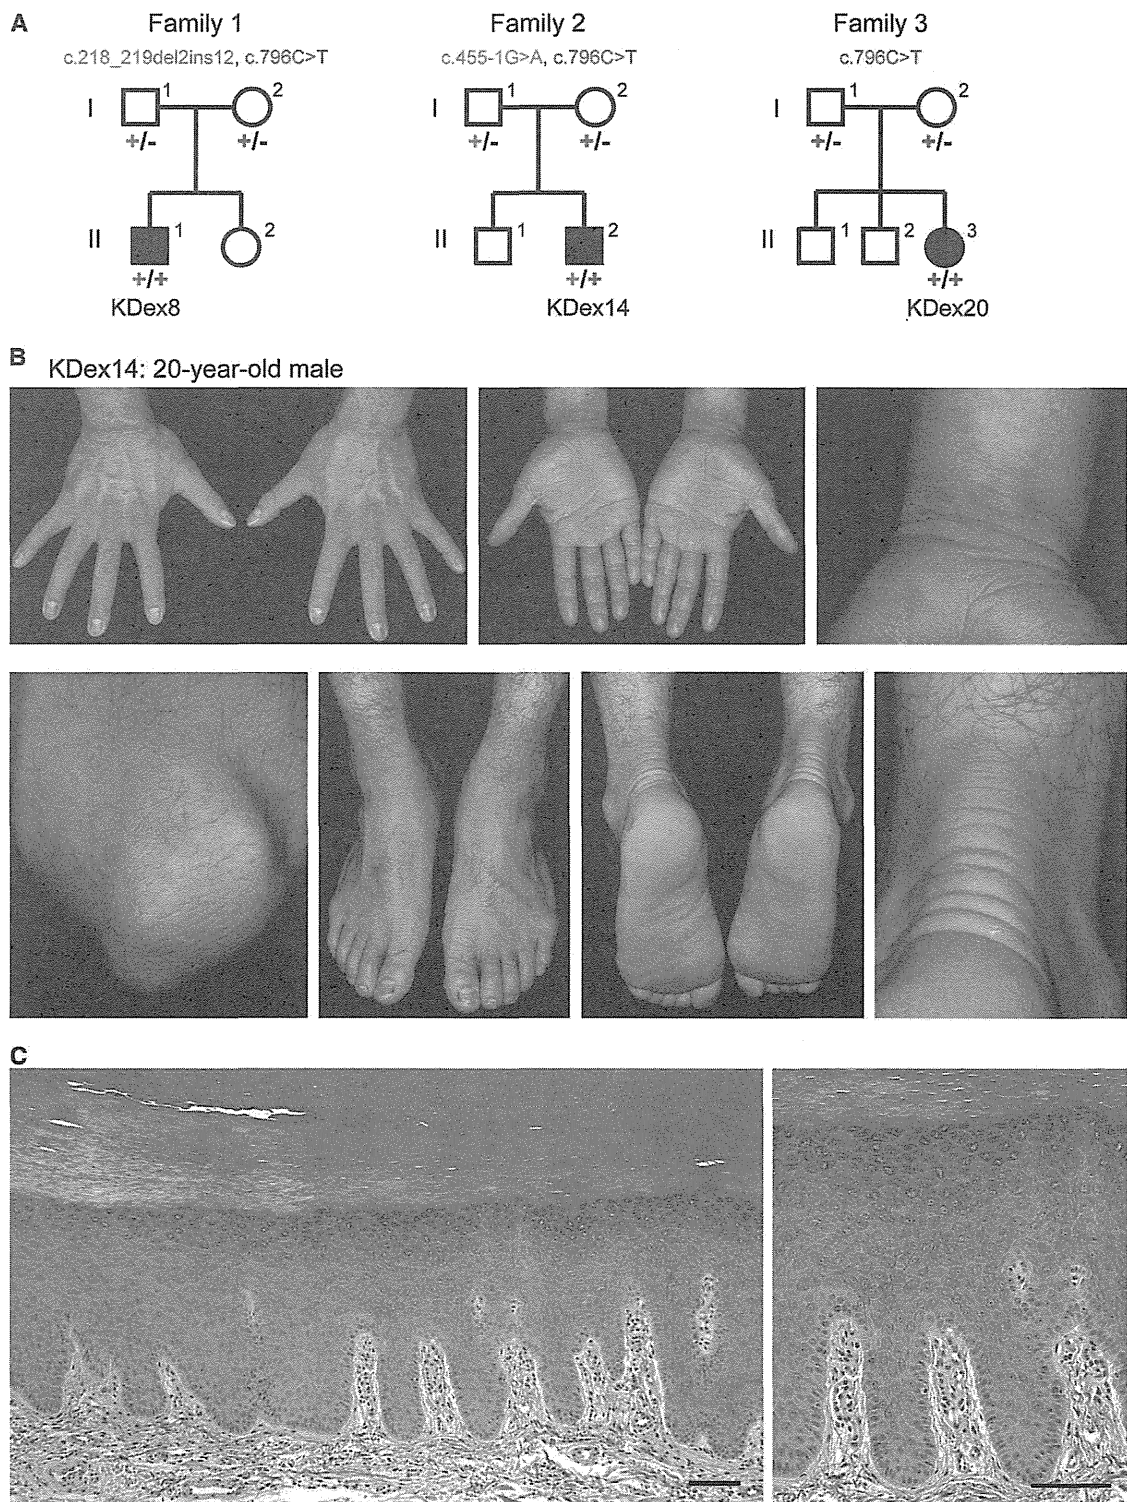 A
Family 1
Family 2
Family 3
c.218_219del2ins12, c.796C>T
c.455-1G>A, c.796C>T
c.796C>T
I
1
2
I
1
2
I
1
2
+/-
+/-
+/-
+/-
+/-
+/-
II
1
2
II
1
2
II
1
2
3
+/+
+/+
+/+
KDex8
KDex14
KDex20
B
KDex14: 20-year-old male
C